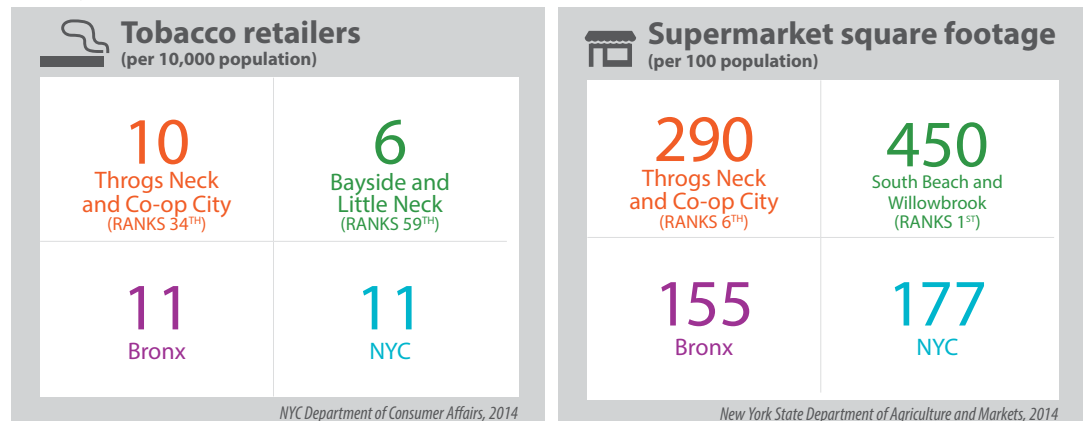 Tobacco retailers
(per 10,000 population)
10
Throgs Neck
and Co-op City
(RANKS 34TH)
6
Bayside and
Little Neck
(RANKS 59TH)
11
Bronx
11
NYC
NYC Department of Consumer Affairs, 2014
Supermarket square footage
(per 100 population)
290
Throgs Neck
and Co-op City
(RANKS 6TH)
450
South Beach and
Willowbrook
(RANKS 1ST)
155
Bronx
177
NYC
New York State Department of Agriculture and Markets, 2014